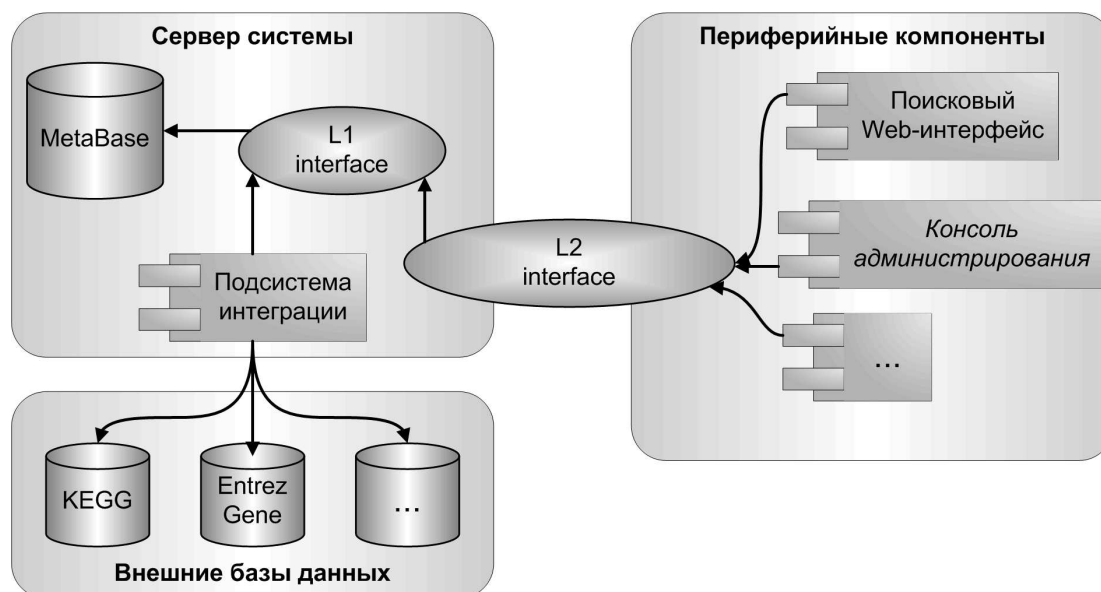 Сервер системы
MetaBase
L1
interface
Подсистема
интеграции
L2
interface
Периферийные компоненты
Поисковый
Web-интерфейс
Консоль
администрирования
...
KEGG
Entrez
Gene
...
Внешние базы данных